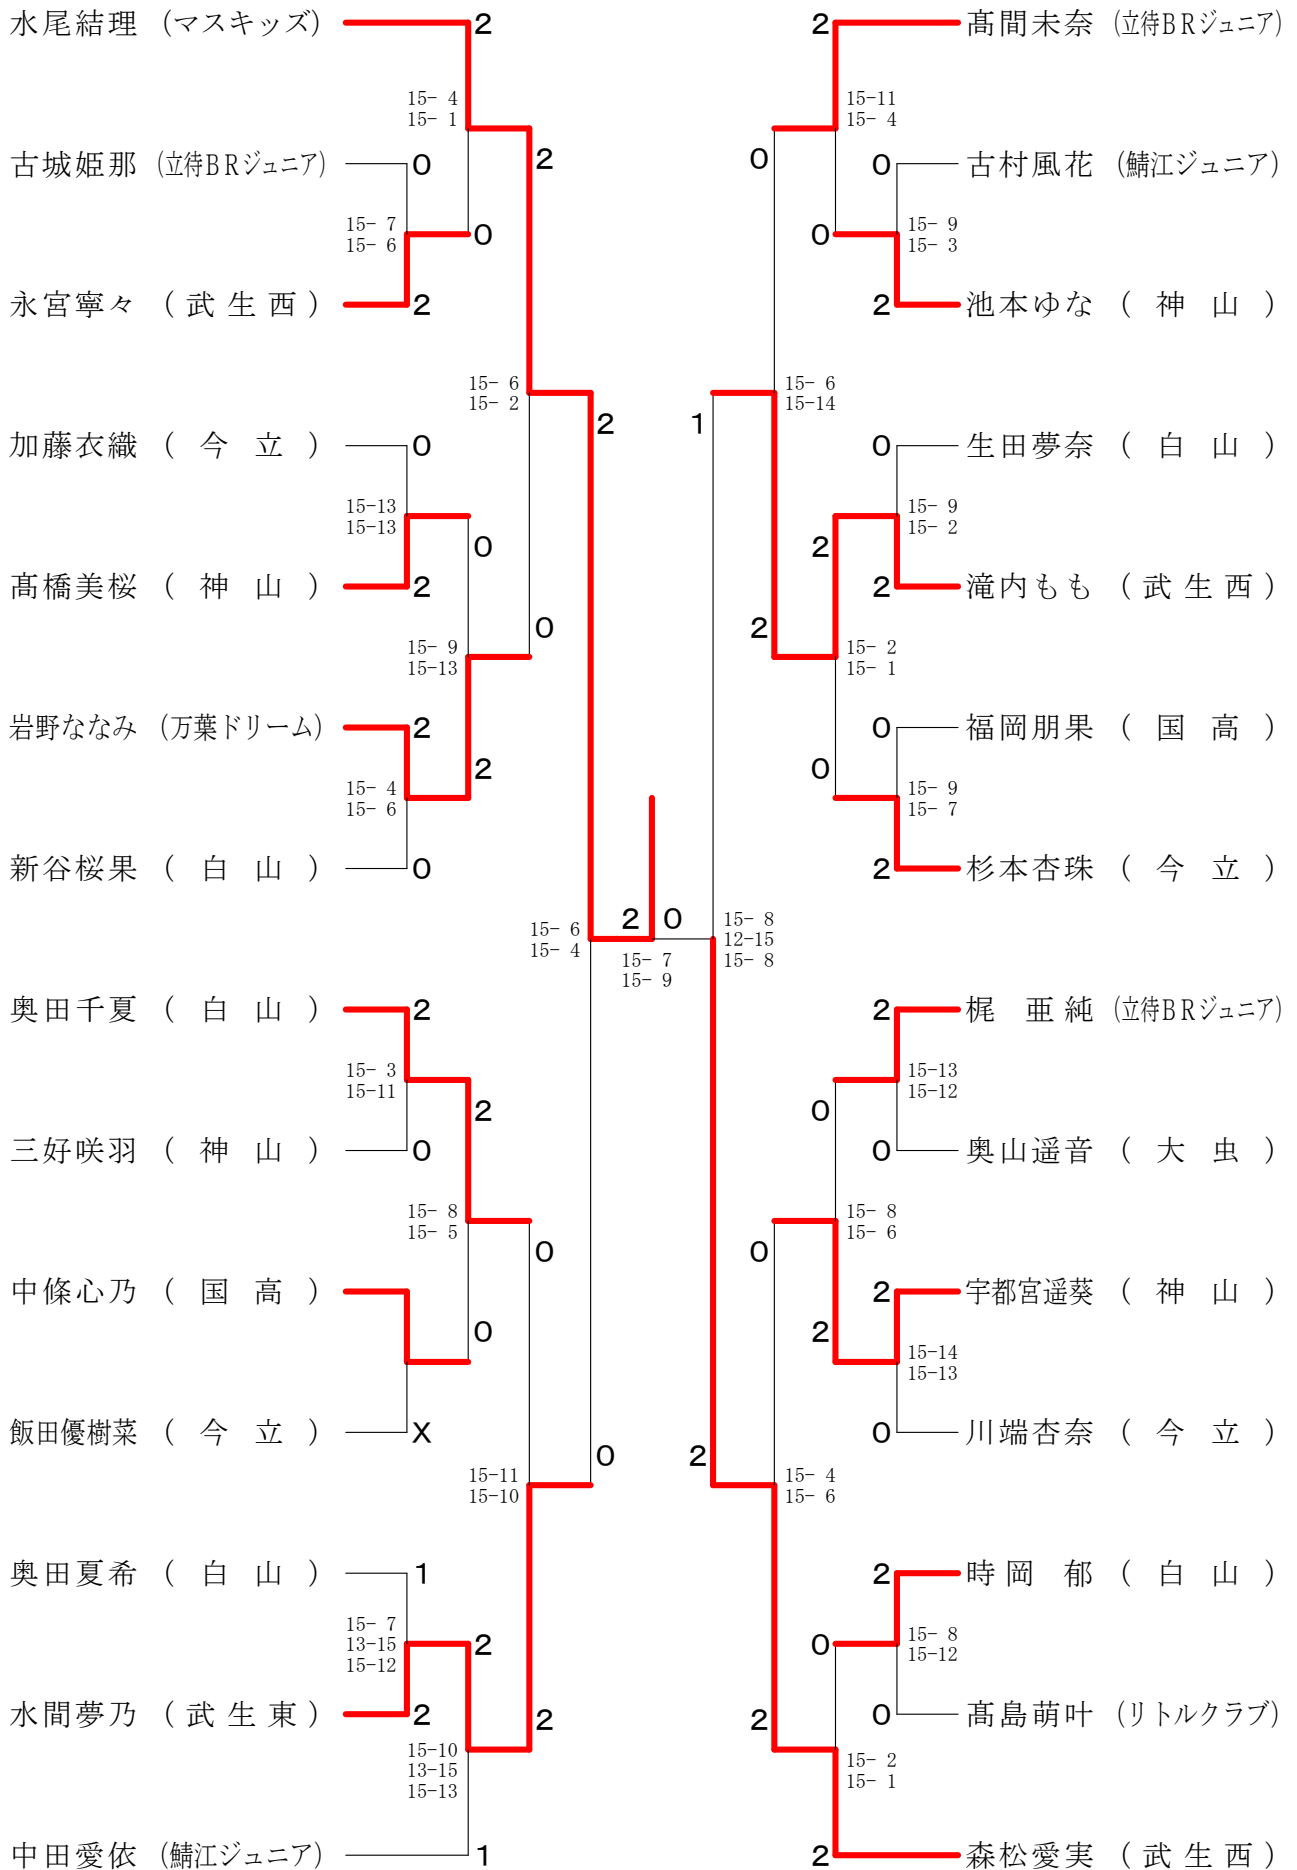 水尾結理 (マスキッズ) 2 2 髙間未奈 (立待BRジュニア)
15- 4 15-11
15- 1 15- 4
古城姫那 (立待BRジュニア) 0 2 0 0 古村風花 (鯖江ジュニア)
15- 7 15- 9
15- 6 0 0 15- 3
永宮寧々 (武生西) 2 2 池本ゆな (神山)
15- 6 15- 6
15- 2 15-14
2 1
加藤衣織 (今立) 0 0 生田夢奈 (白山)
15-13 15- 9
15-13 15- 2
0 2
髙橋美桜 (神山) 2 2 滝内もも (武生西)
0 2
15- 9 15- 2
15-13 15- 1
岩野ななみ (万葉ドリーム) 2 0 福岡朋果 (国高)
2 0
15- 4 15- 9
15- 6 15- 7
新谷桜果 (白山) 0 2 杉本杏珠 (今立)
2 0
15- 6 15- 8
15- 4 12-15
15- 7 15- 8
15- 9
奥田千夏 (白山) 2 2 梶 亜純 (立待BRジュニア)
15- 3 15-13
15-11 15-12
2 0
三好咲羽 (神山) 0 0 奥山遥音 (大虫)
15- 8 15- 8
15- 5 15- 6
0 0
中條心乃 (国高) 2 宇都宮遥葵 (神山)
0 2
15-14
15-13
飯田優樹菜 (今立) X 0 川端杏奈 (今立)
0 2
15-11 15- 4
15-10 15- 6
奥田夏希 (白山) 1 2 時岡 郁 (白山)
15- 7 15- 8
13-15 2 0 15-12
15-12
水間夢乃 (武生東) 2 2 2 0 髙島萌叶 (リトルクラブ)
15-10 15- 2
13-15 15- 1
15-13
中田愛依 (鯖江ジュニア) 1 2 森松愛実 (武生西)